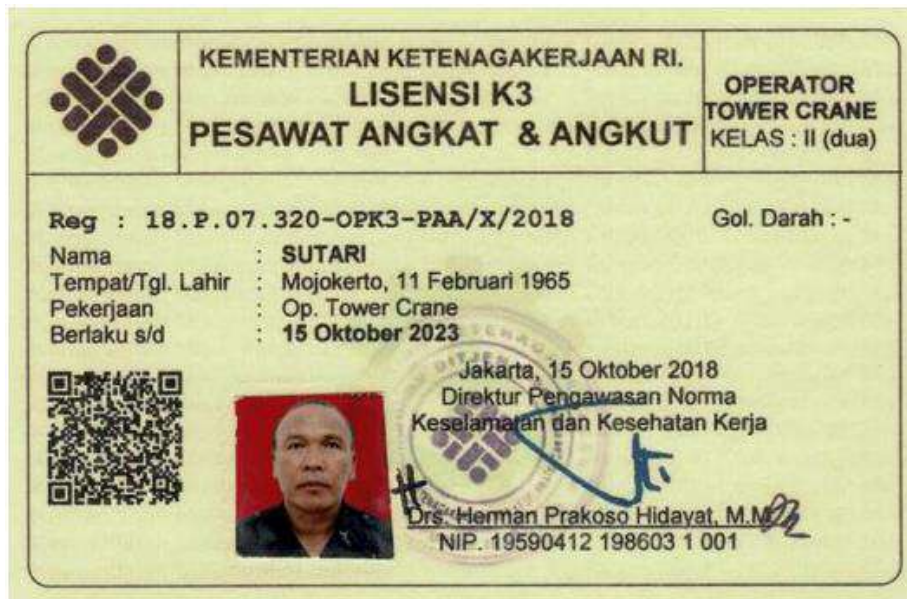 KEMENTERIAN KETENAGAKERJAAN RI.
LISENSI K3
PESAWAT ANGKAT & ANGKUT
OPERATOR
TOWER CRANE
KELAS : II (dua)
Reg : 18.P.07.320-OPK3-PAA/X/2018
Gol. Darah : -
Nama : SUTARI
Tempat/Tgl. Lahir : Mojokerto, 11 Februari 1965
Pekerjaan : Op. Tower Crane
Berlaku s/d : 15 Oktober 2023
Jakarta, 15 Oktober 2018
Direktur Pengawasan Norma
Keselamatan dan Kesehatan Kerja
Drs. Herman Prakoso Hidayat, M.M
NIP. 19590412 198603 1 001